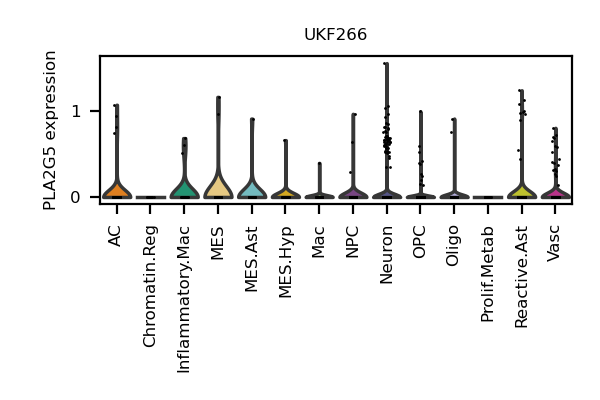 UKF266
PLA2G5 expression
1
0
AC
Chromatin.Reg
Inflammatory.Mac
MES
MES.Ast
MES.Hyp
Mac
NPC
Neuron
OPC
Oligo
Prolif.Metab
Reactive.Ast
Vasc